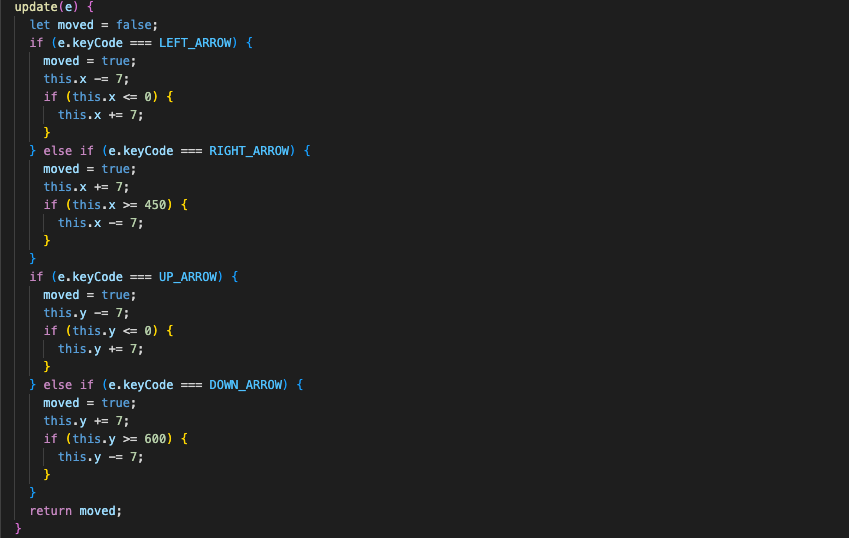 update(e) {
let moved = false;
if (e.keyCode === LEFT_ARROW) {
moved = true;
this.x -= 7;
if (this.x <= 0) {
this.x += 7;
}
} else if (e.keyCode === RIGHT_ARROW) {
moved = true;
this.x += 7;
if (this.x >= 450) {
this.x -= 7;
}
}
if (e.keyCode === UP_ARROW) {
moved = true;
this.y -= 7;
if (this.y <= 0) {
this.y += 7;
}
} else if (e.keyCode === DOWN_ARROW) {
moved = true;
this.y += 7;
if (this.y >= 600) {
this.y -= 7;
}
}
return moved;
}